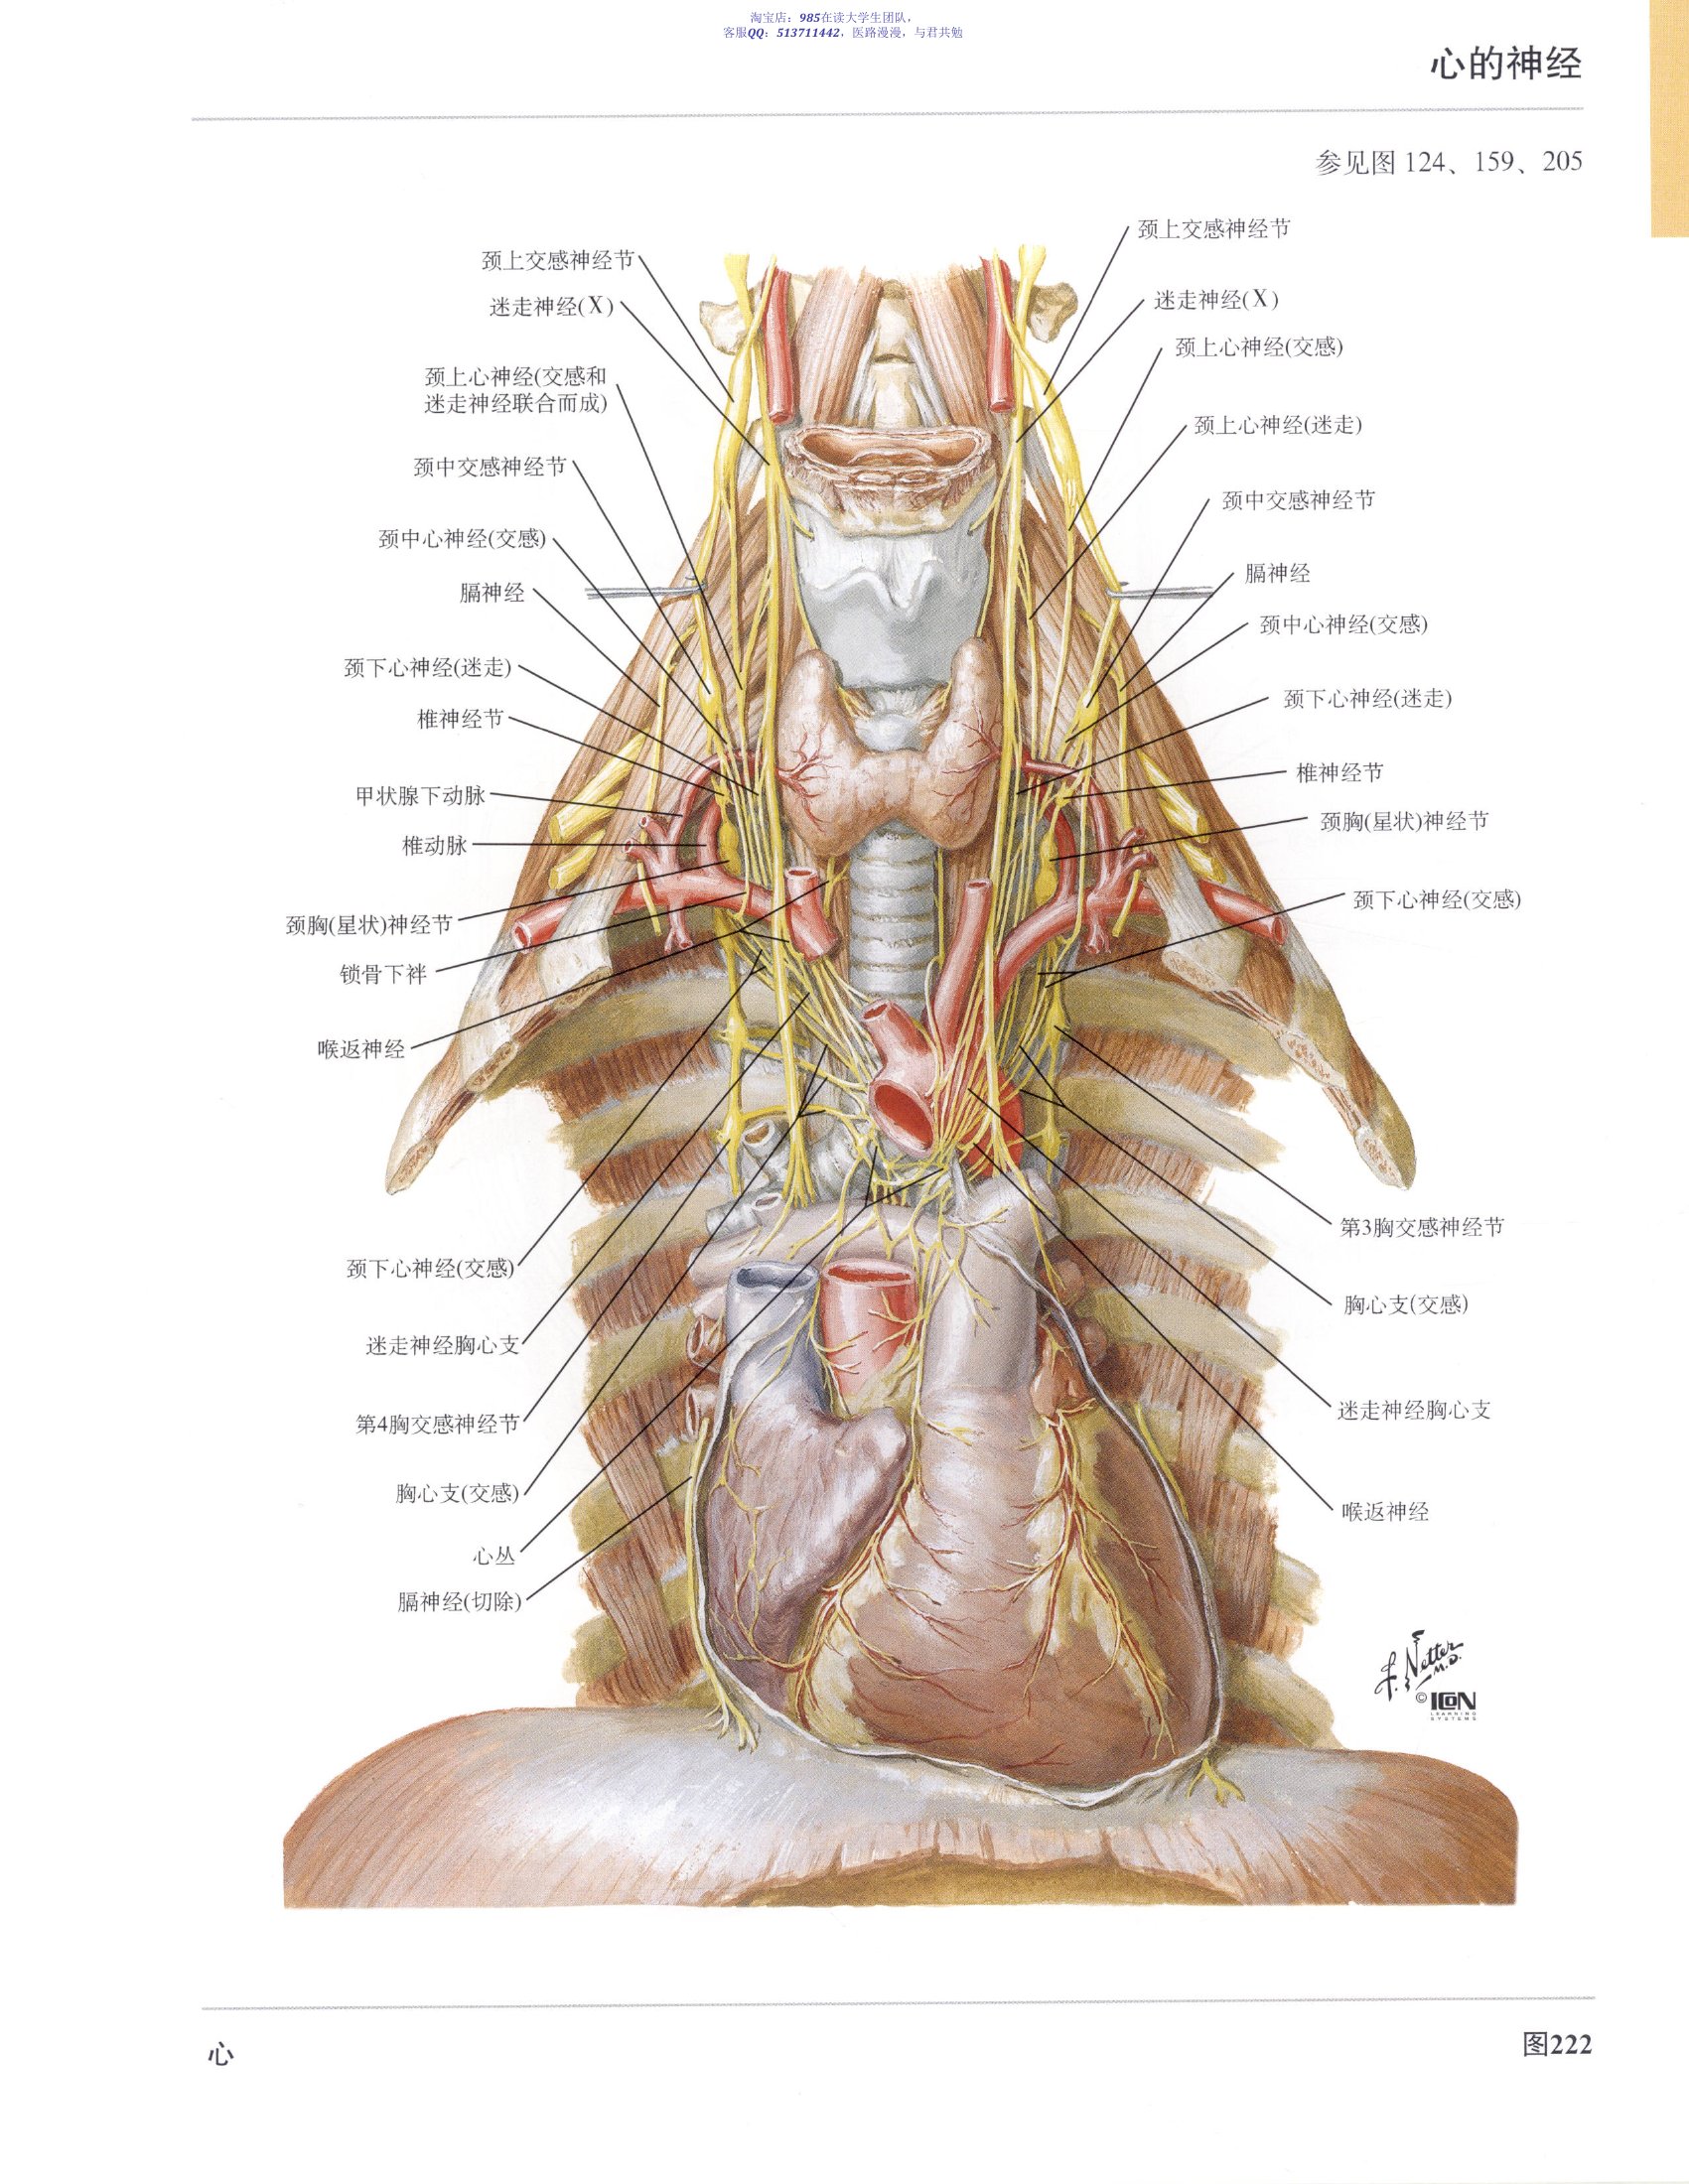 淘宝店：985在读大学生团队，
客服QQ：513711442，医路漫漫，与君共勉
心的神经
参见图 124、159、205
颈上交感神经节
迷走神经(X)
颈上心神经(交感和
迷走神经联合而成)
颈中交感神经节
颈中心神经(交感)
膈神经
颈下心神经(迷走)
椎神经节
甲状腺下动脉
椎动脉
颈胸(星状)神经节
锁骨下袢
喉返神经
颈下心神经(交感)
迷走神经胸心支
第4胸交感神经节
胸心支(交感)
心丛
膈神经(切除)
颈上交感神经节
迷走神经(X)
颈上心神经(交感)
颈上心神经(迷走)
颈中交感神经节
膈神经
颈中心神经(交感)
颈下心神经(迷走)
椎神经节
颈胸(星状)神经节
颈下心神经(交感)
第3胸交感神经节
胸心支(交感)
迷走神经胸心支
喉返神经
F. Netter
M.D.
© ICON
LEARNING
SYSTEMS
心
图222